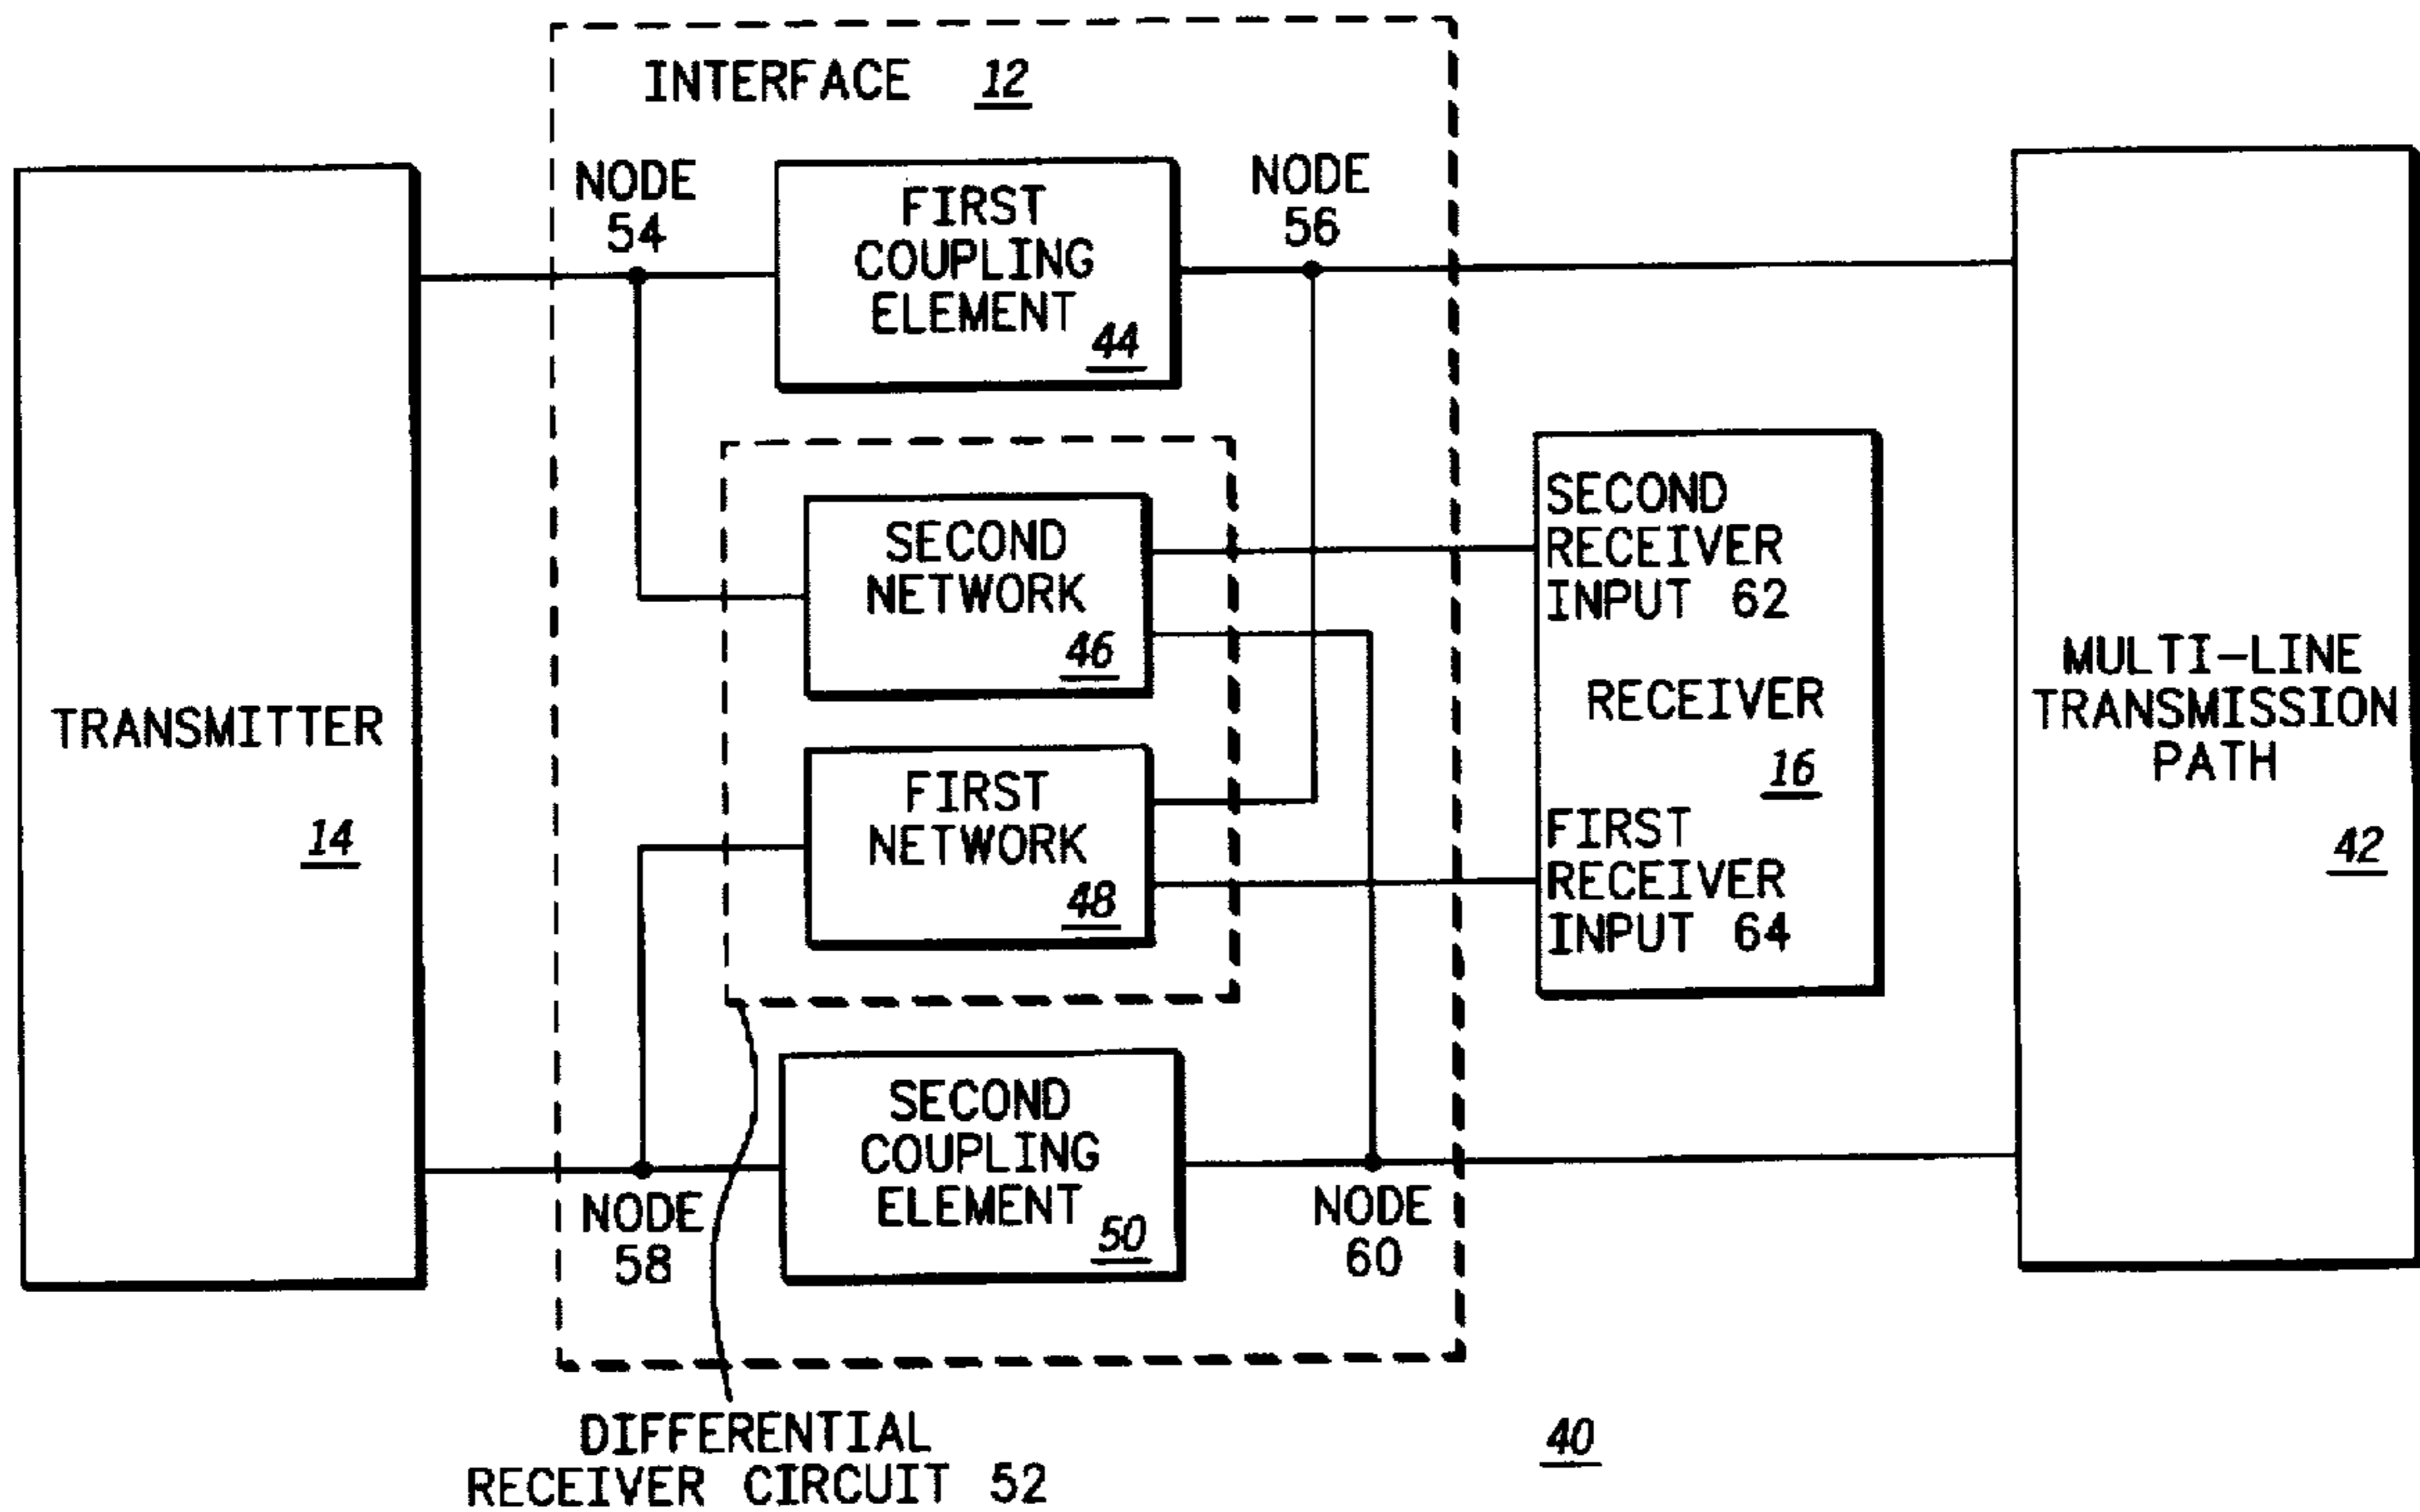 INTERFACE 12
NODE
54
FIRST
COUPLING
ELEMENT
44
NODE
56
SECOND
NETWORK
46
SECOND
RECEIVER
INPUT 62
RECEIVER
16
FIRST
RECEIVER
INPUT 64
MULTI-LINE
TRANSMISSION
PATH
42
TRANSMITTER
14
FIRST
NETWORK
48
SECOND
COUPLING
ELEMENT
50
NODE
58
NODE
60
DIFFERENTIAL
RECEIVER CIRCUIT 52
40